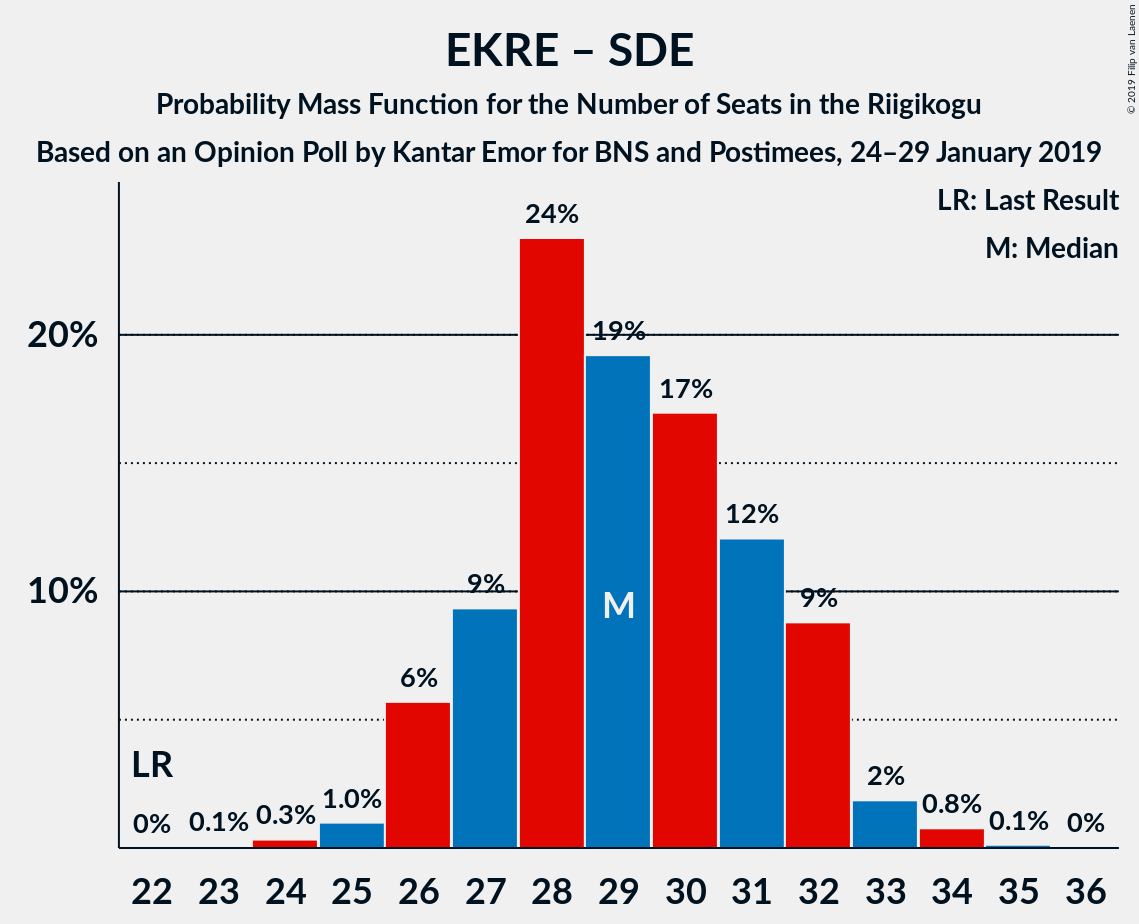 EKRE – SDE
Probability Mass Function for the Number of Seats in the Riigikogu
Based on an Opinion Poll by Kantar Emor for BNS and Postimees, 24–29 January 2019
© 2019 Filip van Laenen
LR: Last Result
M: Median
20%
10%
LR
0% 0.1% 0.3% 1.0% 6% 9% 24% 19% 17% 12% 9% 2% 0.8% 0.1% 0%
M
22 23 24 25 26 27 28 29 30 31 32 33 34 35 36